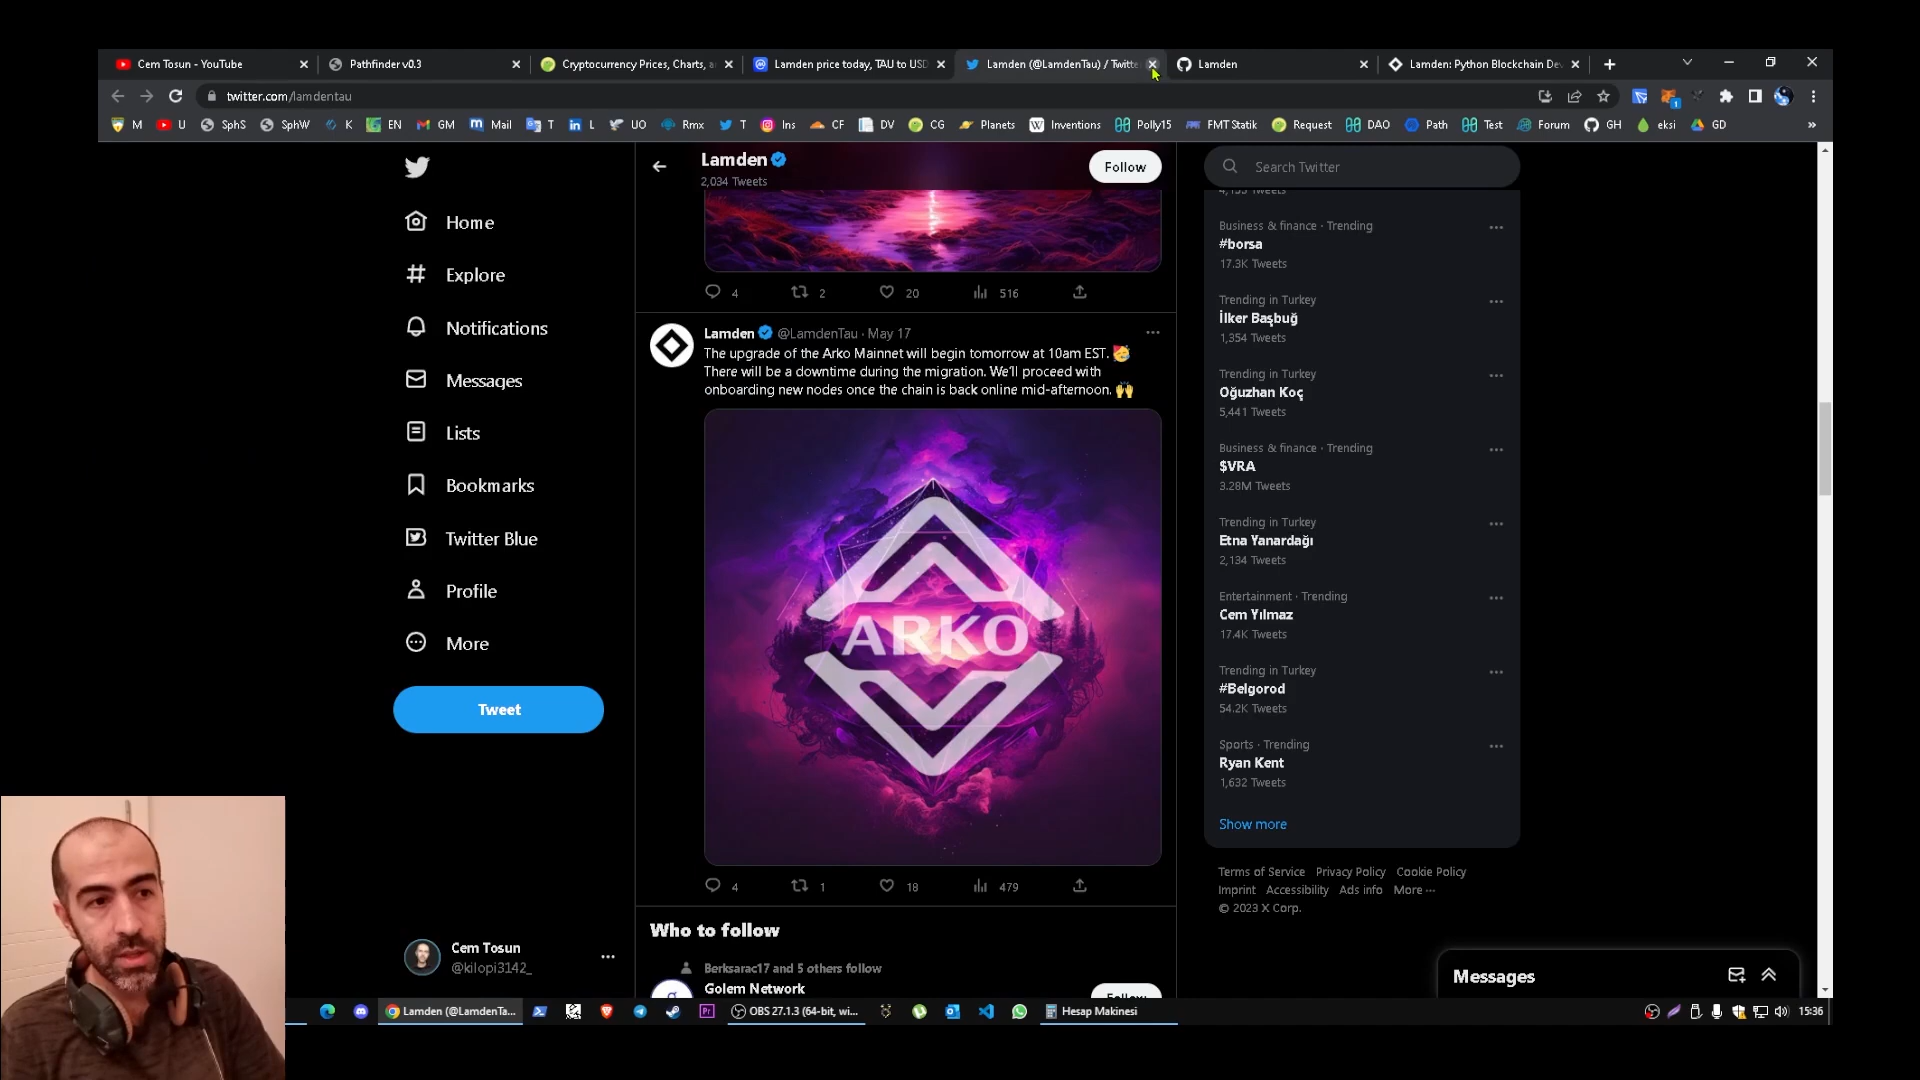 Cem Tosun - YouTube
Pathfinder v0.3
Cryptocurrency Prices, Charts, a
Lamden price today, TAU to USD
Lamden (@LamdenTau) / Twitte
Lamden
Lamden: Python Blockchain De
twitter.com/lamdentau
1
M
U
SphS
SphW
K
EN
GM
Mail
T
L
UO
Rmx
T
Ins
CF
DV
CG
Planets
Inventions
Polly15
FMT Statik
Request
DAO
Path
Test
Forum
GH
eksi
GD
»
Home
Explore
Notifications
Messages
Lists
Bookmarks
Twitter Blue
Profile
More
Tweet
Cem Tosun
@kilopi3142_
Lamden
2,034 Tweets
Follow
4
2
20
516
Lamden @LamdenTau · May 17
The upgrade of the Arko Mainnet will begin tomorrow at 10am EST. 🥳
There will be a downtime during the migration. We'll proceed with
onboarding new nodes once the chain is back online mid-afternoon. 🙌
ARKO
4
1
18
479
Who to follow
Berksarac17 and 5 others follow
Golem Network
Follow
Search Twitter
4,133 Tweets
Business & finance · Trending
#borsa
17.3K Tweets
Trending in Turkey
İlker Başbuğ
1,354 Tweets
Trending in Turkey
Oğuzhan Koç
5,441 Tweets
Business & finance · Trending
$VRA
3.28M Tweets
Trending in Turkey
Etna Yanardağı
2,134 Tweets
Entertainment · Trending
Cem Yılmaz
17.4K Tweets
Trending in Turkey
#Belgorod
54.2K Tweets
Sports · Trending
Ryan Kent
1,632 Tweets
Show more
Terms of Service Privacy Policy Cookie Policy
Imprint Accessibility Ads info More ···
© 2023 X Corp.
Messages
Lamden (@LamdenTa...
OBS 27.1.3 (64-bit, wi...
Hesap Makinesi
15:36